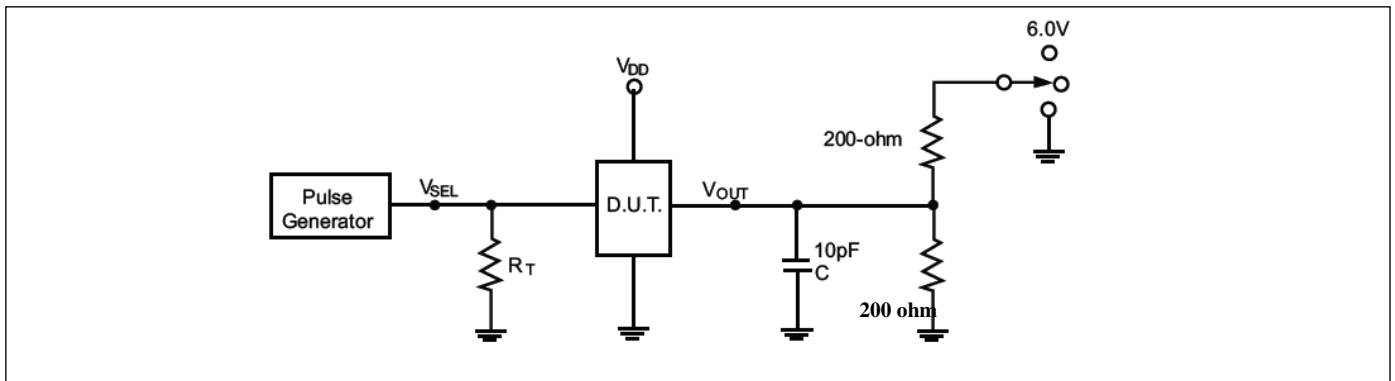 6.0V
VDD
200-ohm
Pulse
Generator
VSEL
D.U.T.
VOUT
RT
10pF
C
200 ohm